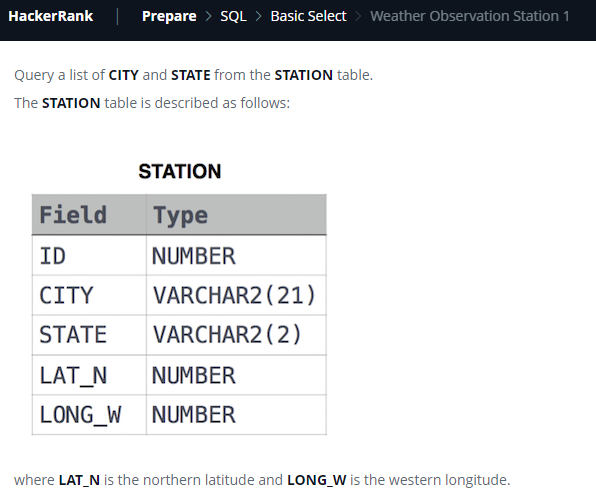 HackerRank | Prepare > SQL > Basic Select > Weather Observation Station 1
Query a list of CITY and STATE from the STATION table.
The STATION table is described as follows:
STATION
Field Type
ID NUMBER
CITY VARCHAR2(21)
STATE VARCHAR2(2)
LAT_N NUMBER
LONG_W NUMBER
where LAT_N is the northern latitude and LONG_W is the western longitude.